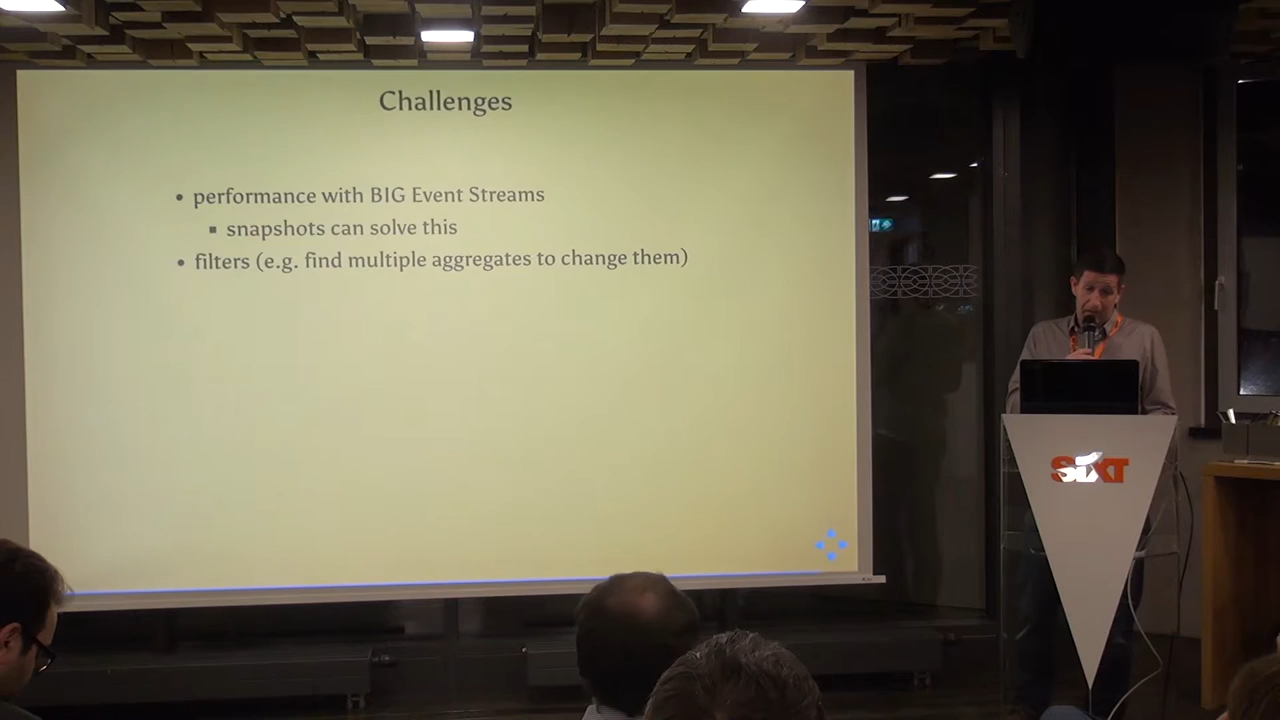 Challenges
• performance with BIG Event Streams
▪ snapshots can solve this
• filters (e.g. find multiple aggregates to change them)
SIXT